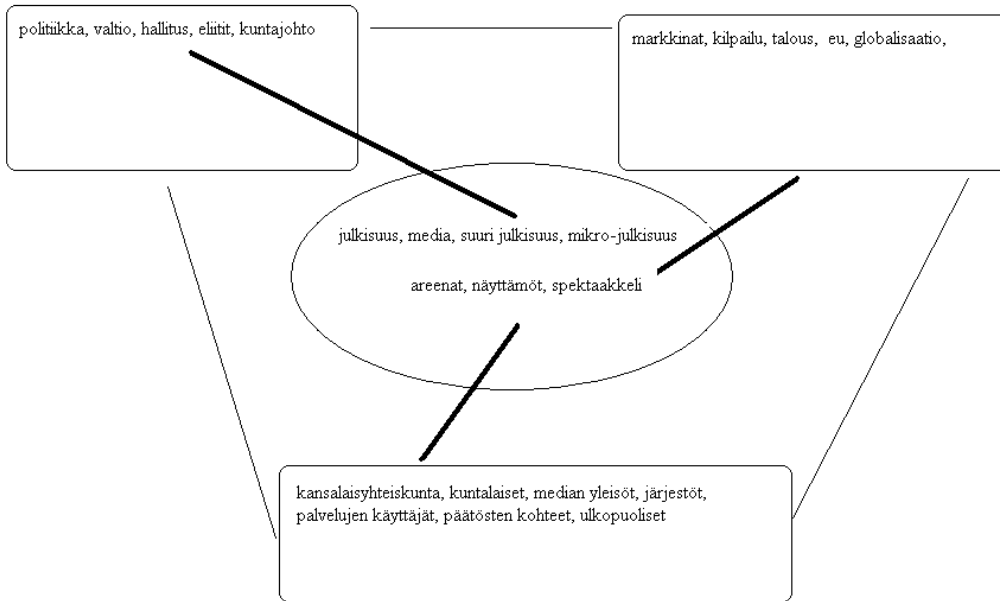 politiikka, valtio, hallitus, eliitit, kuntajohto
markkinat, kilpailu, talous, eu, globalisaatio,
julkisuus, media, suuri julkisuus, mikro-julkisuus
areenat, näyttämöt, spektaakkeli
kansalaisyhteiskunta, kuntalaiset, median yleisöt, järjestöt,
palvelujen käyttäjät, päätösten kohteet, ulkopuoliset